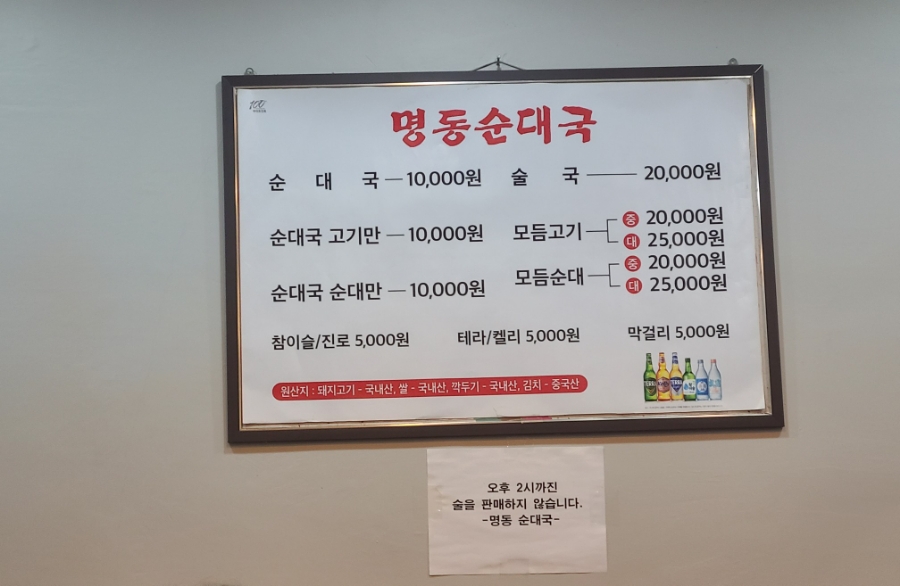 명동순대국
순 대 국 — 10,000원 술 국 — 20,000원
순대국 고기만 — 10,000원 모듬고기 중 20,000원
대 25,000원
순대국 순대만 — 10,000원 모듬순대 중 20,000원
대 25,000원
참이슬/진로 5,000원 테라/켈리 5,000원 막걸리 5,000원
원산지 : 돼지고기 - 국내산, 쌀 - 국내산, 깍두기 - 국내산, 김치 - 중국산
오후 2시까진
술을 판매하지 않습니다.
-명동 순대국-